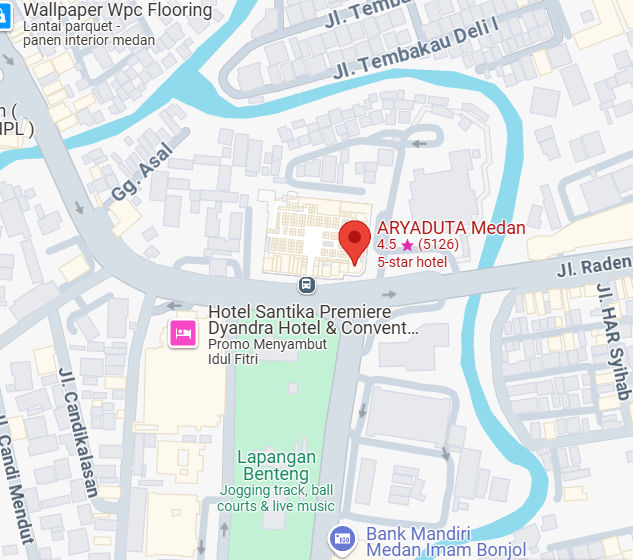 Wallpaper Wpc Flooring
Lantai parquet -
panen interior medan
Jl. Temba
Jl. Tembakau Deli I
n (
HPL )
Gg. Asal
ARYADUTA Medan
4.5 ★ (5126)
5-star hotel
Jl. Raden
Hotel Santika Premiere
Dyandra Hotel & Convent...
Promo Menyambut
Idul Fitri
Jl. HAR Syihab
Jl. Candikalasan
Jl. Candi Mendut
Lapangan
Benteng
Jogging track, ball
courts & live music
Bank Mandiri
Medan Imam Bonjol